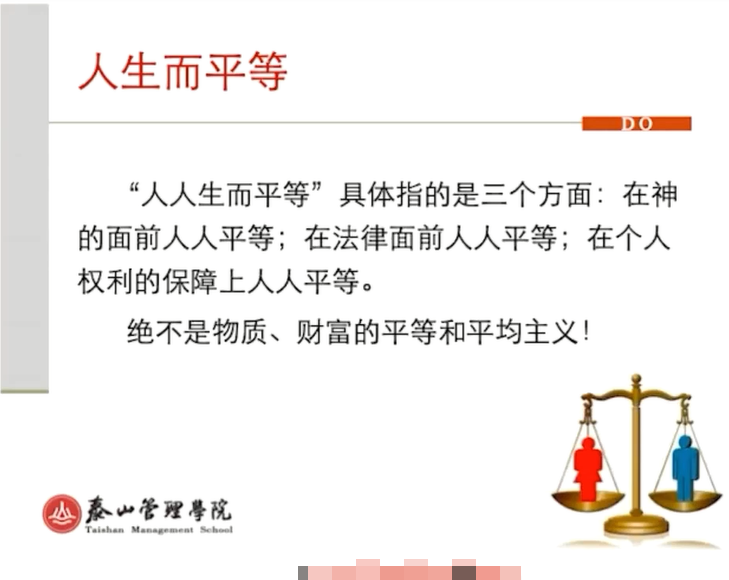 人生而平等
DO
“人人生而平等”具体指的是三个方面：在神
的面前人人平等；在法律面前人人平等；在个人
权利的保障上人人平等。
绝不是物质、财富的平等和平均主义！
泰山管理學院
Taishan Management School